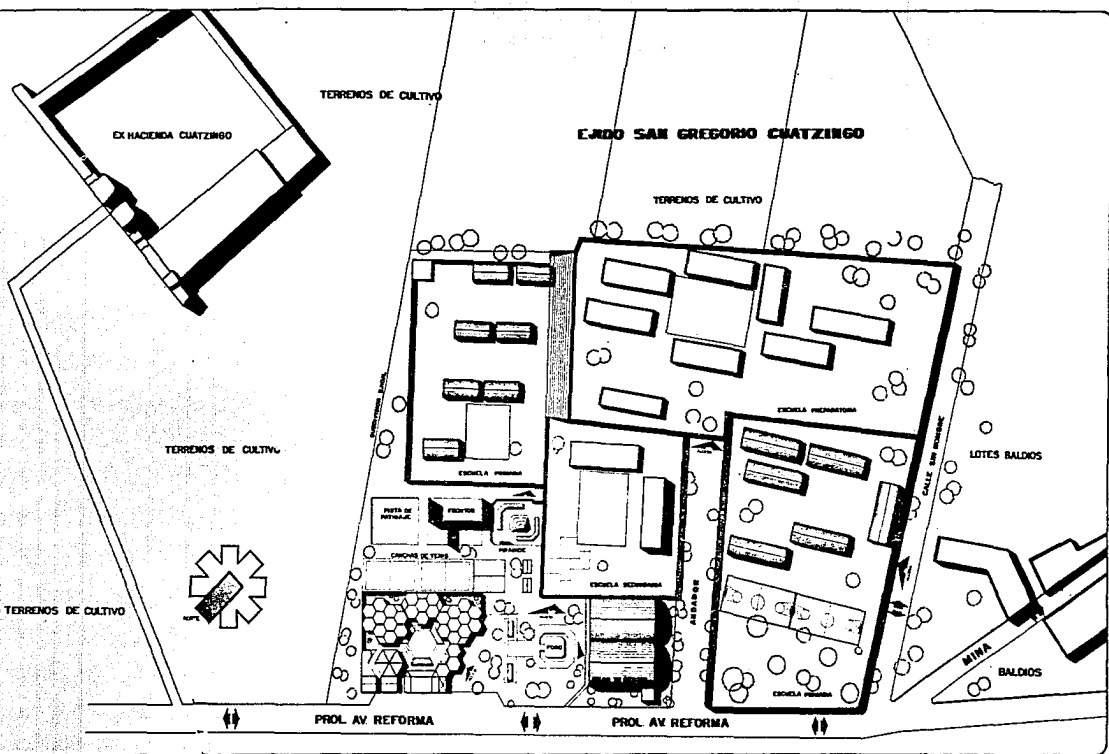 TERRENOS DE CULTIVO
EX HACIENDA CUATZINGO
EJIDO SAN GREGORIO CUATZINGO
TERRENOS DE CULTIVO
ESCUELA PREPARATORIA
CALLE
LOTES BALDIOS
TERRENOS DE CULTIVO
ESCUELA PRIMARIA
PISTA DE
PATINAJE
FRONTON
CANCHAS DE TENIS
ESCUELA SECUNDARIA
ANDADOR
TERRENOS DE CULTIVO
NORTE
FORO
MINA
BALDIOS
ESCUELA PRIMARIA
PROL. AV. REFORMA
PROL. AV. REFORMA